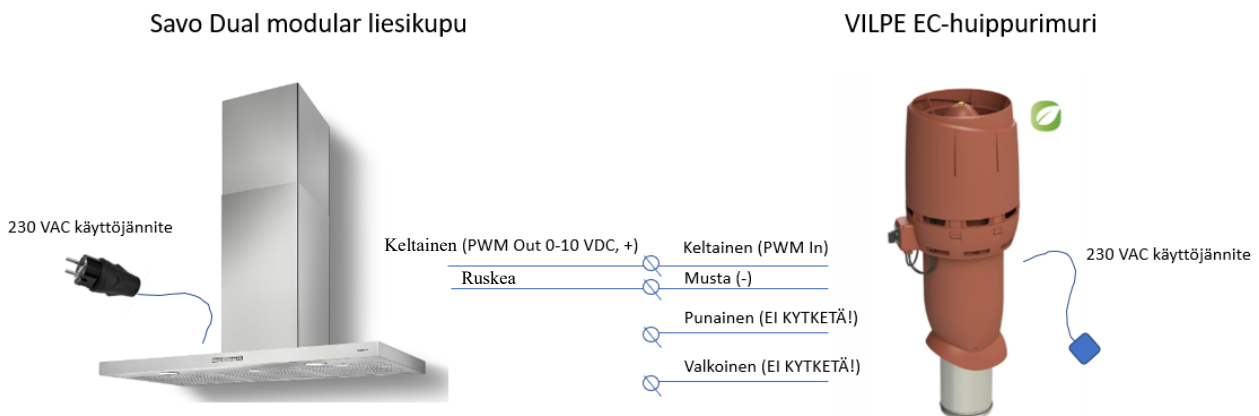 Savo Dual modular liesikupu
VILPE EC-huippurimuri
230 VAC käyttöjännite
Keltainen (PWM Out 0-10 VDC, +)
Keltainen (PWM In)
230 VAC käyttöjännite
Ruskea
Musta (-)
Punainen (EI KYTKETÄ!)
Valkoinen (EI KYTKETÄ!)